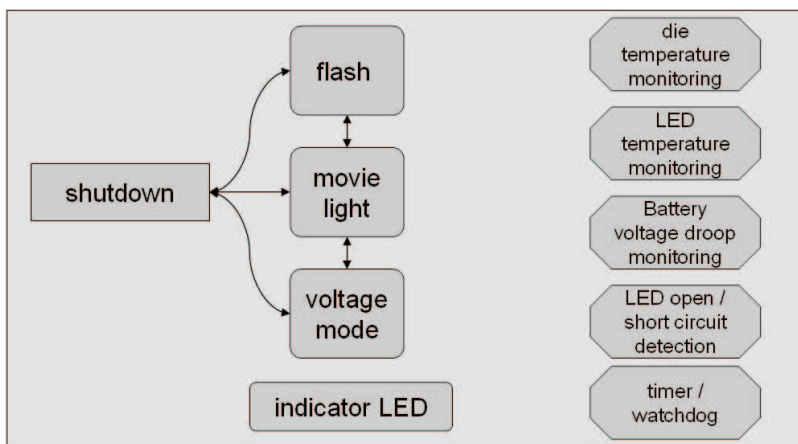 flash
shutdown
movie
light
voltage
mode
indicator LED
die
temperature
monitoring
LED
temperature
monitoring
Battery
voltage droop
monitoring
LED open /
short circuit
detection
timer /
watchdog